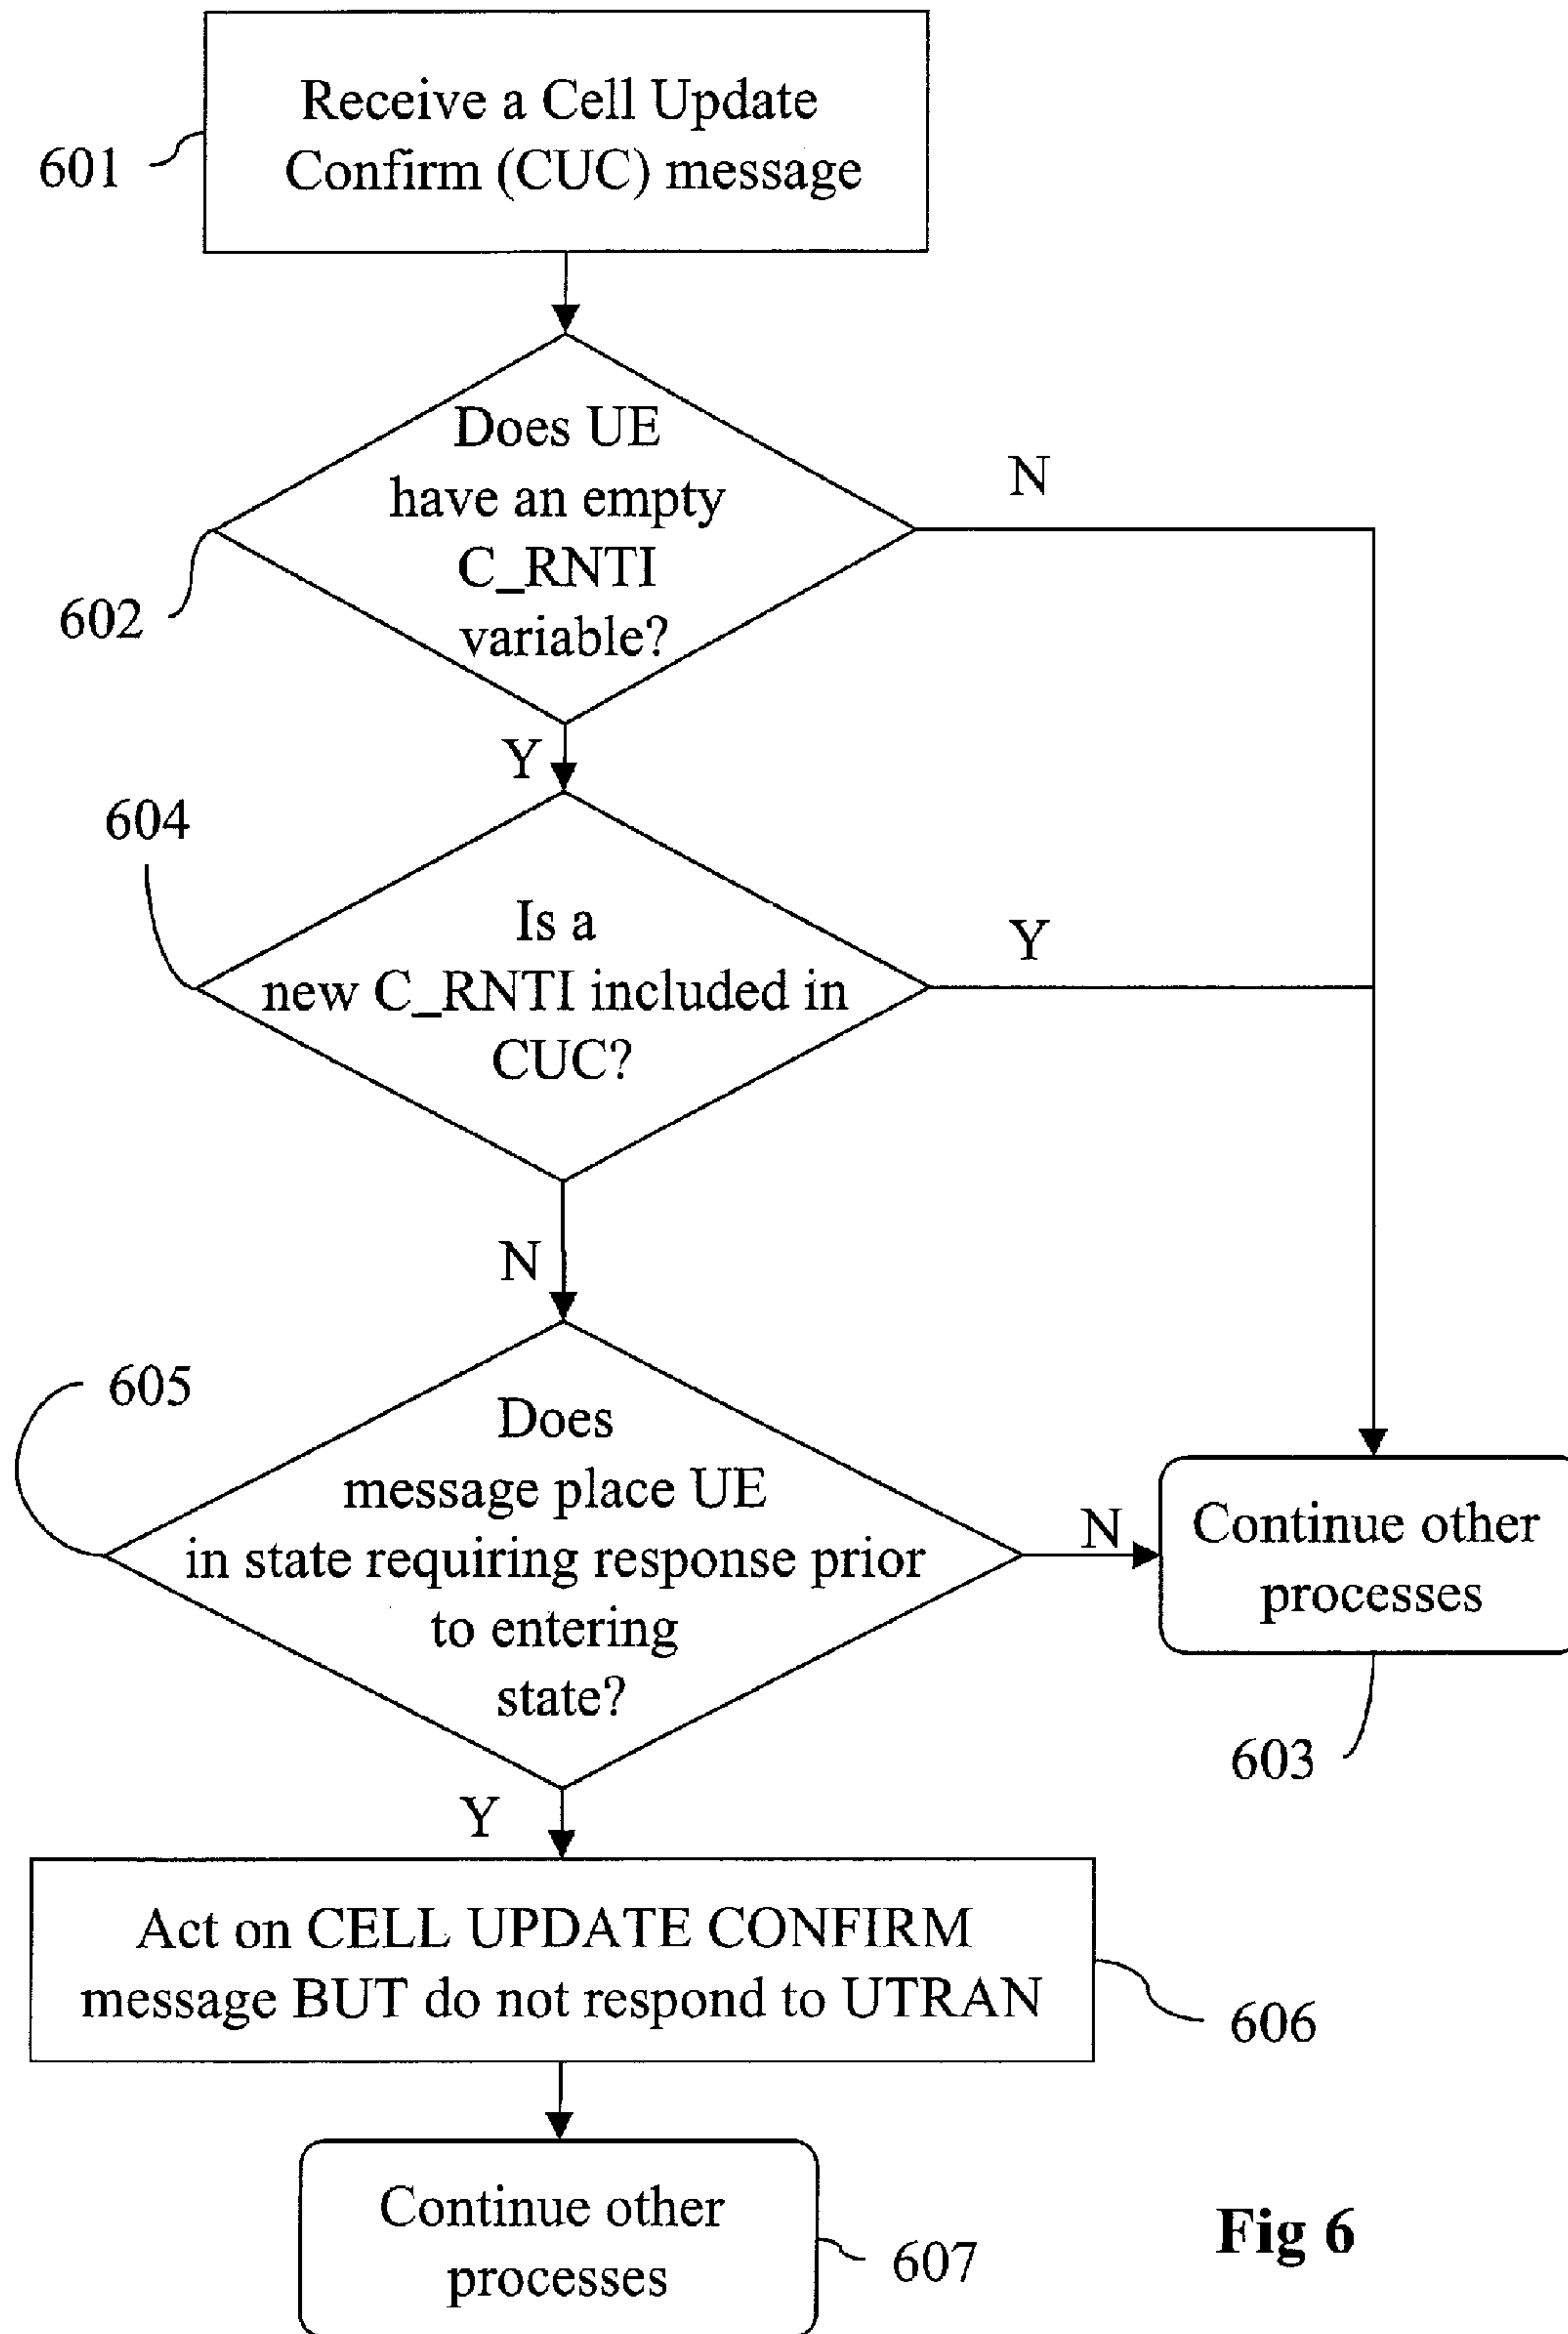 Receive a Cell Update
Confirm (CUC) message
601
Does UE
have an empty
C_RNTI
variable?
N
602
Y
604
Is a
new C_RNTI included in
CUC?
Y
N
605
Does
message place UE
in state requiring response prior
to entering
state?
N
Continue other
processes
603
Y
Act on CELL UPDATE CONFIRM
message BUT do not respond to UTRAN
606
Continue other
processes
607
Fig 6